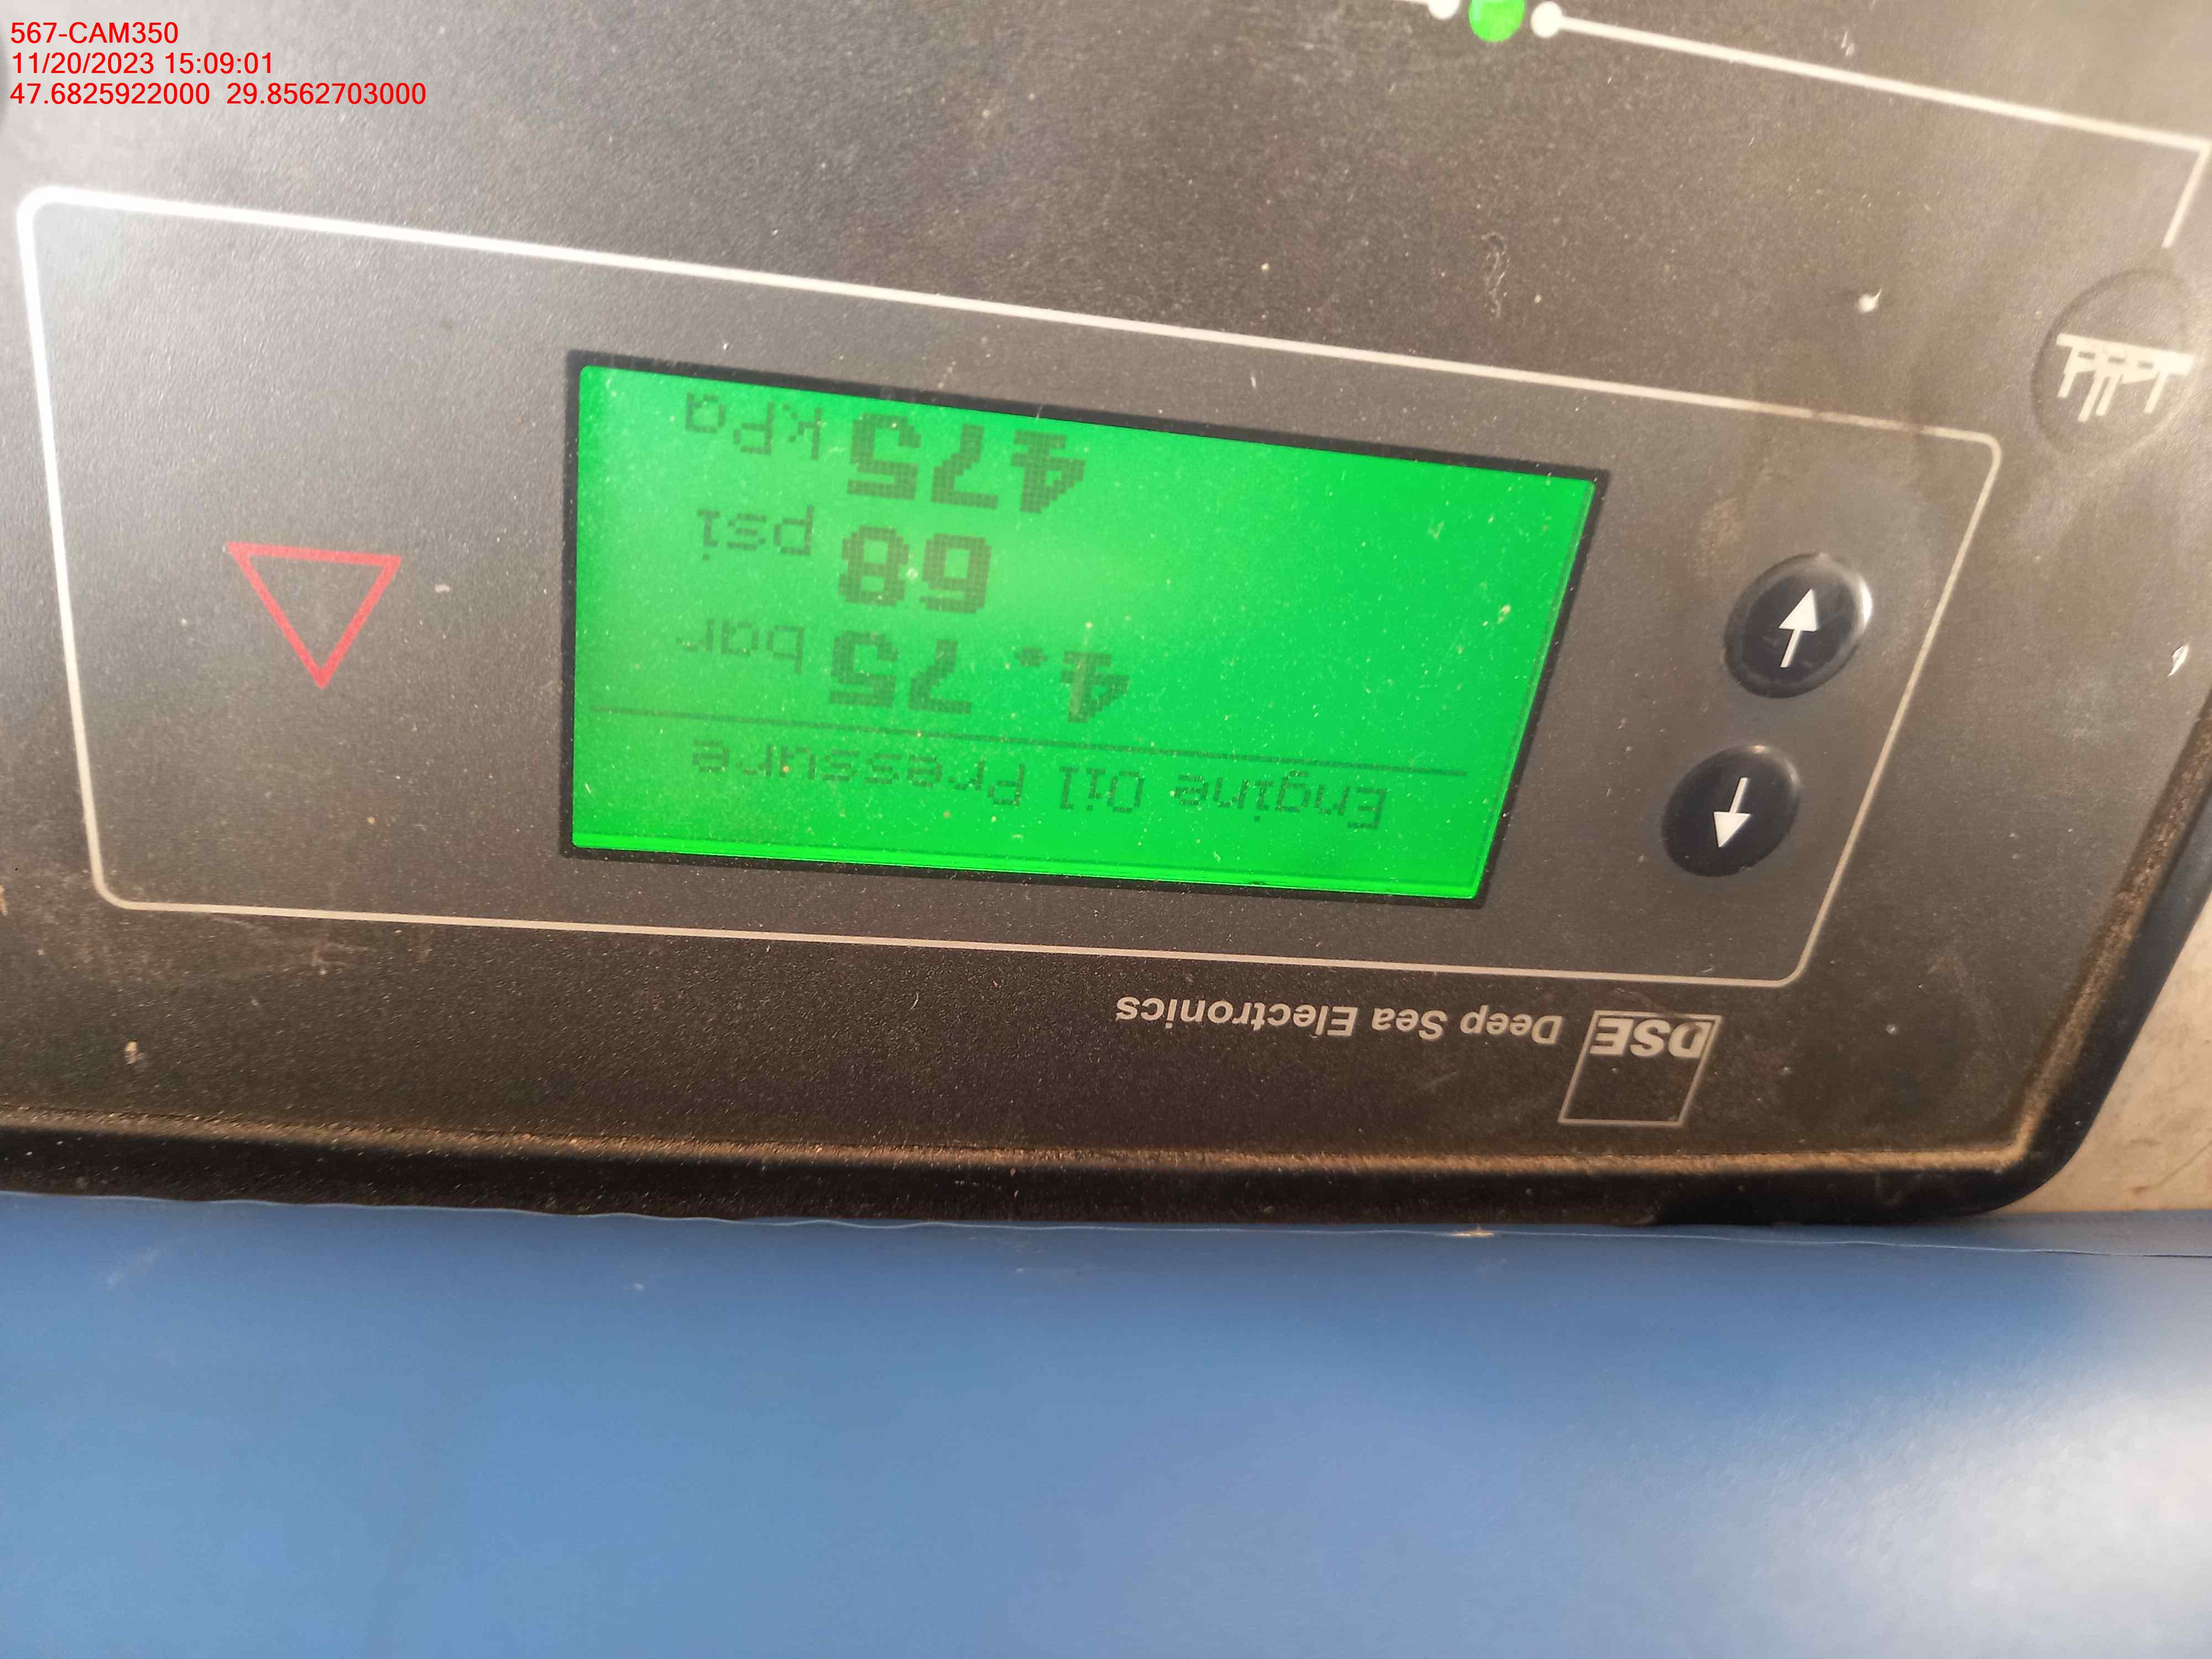 567-CAM350
11/20/2023 15:09:01
47.6825922000 29.8562703000
DSE Deep Sea Electronics
Engine Oil Pressure
4.75 bar
68 psi
475 kPa